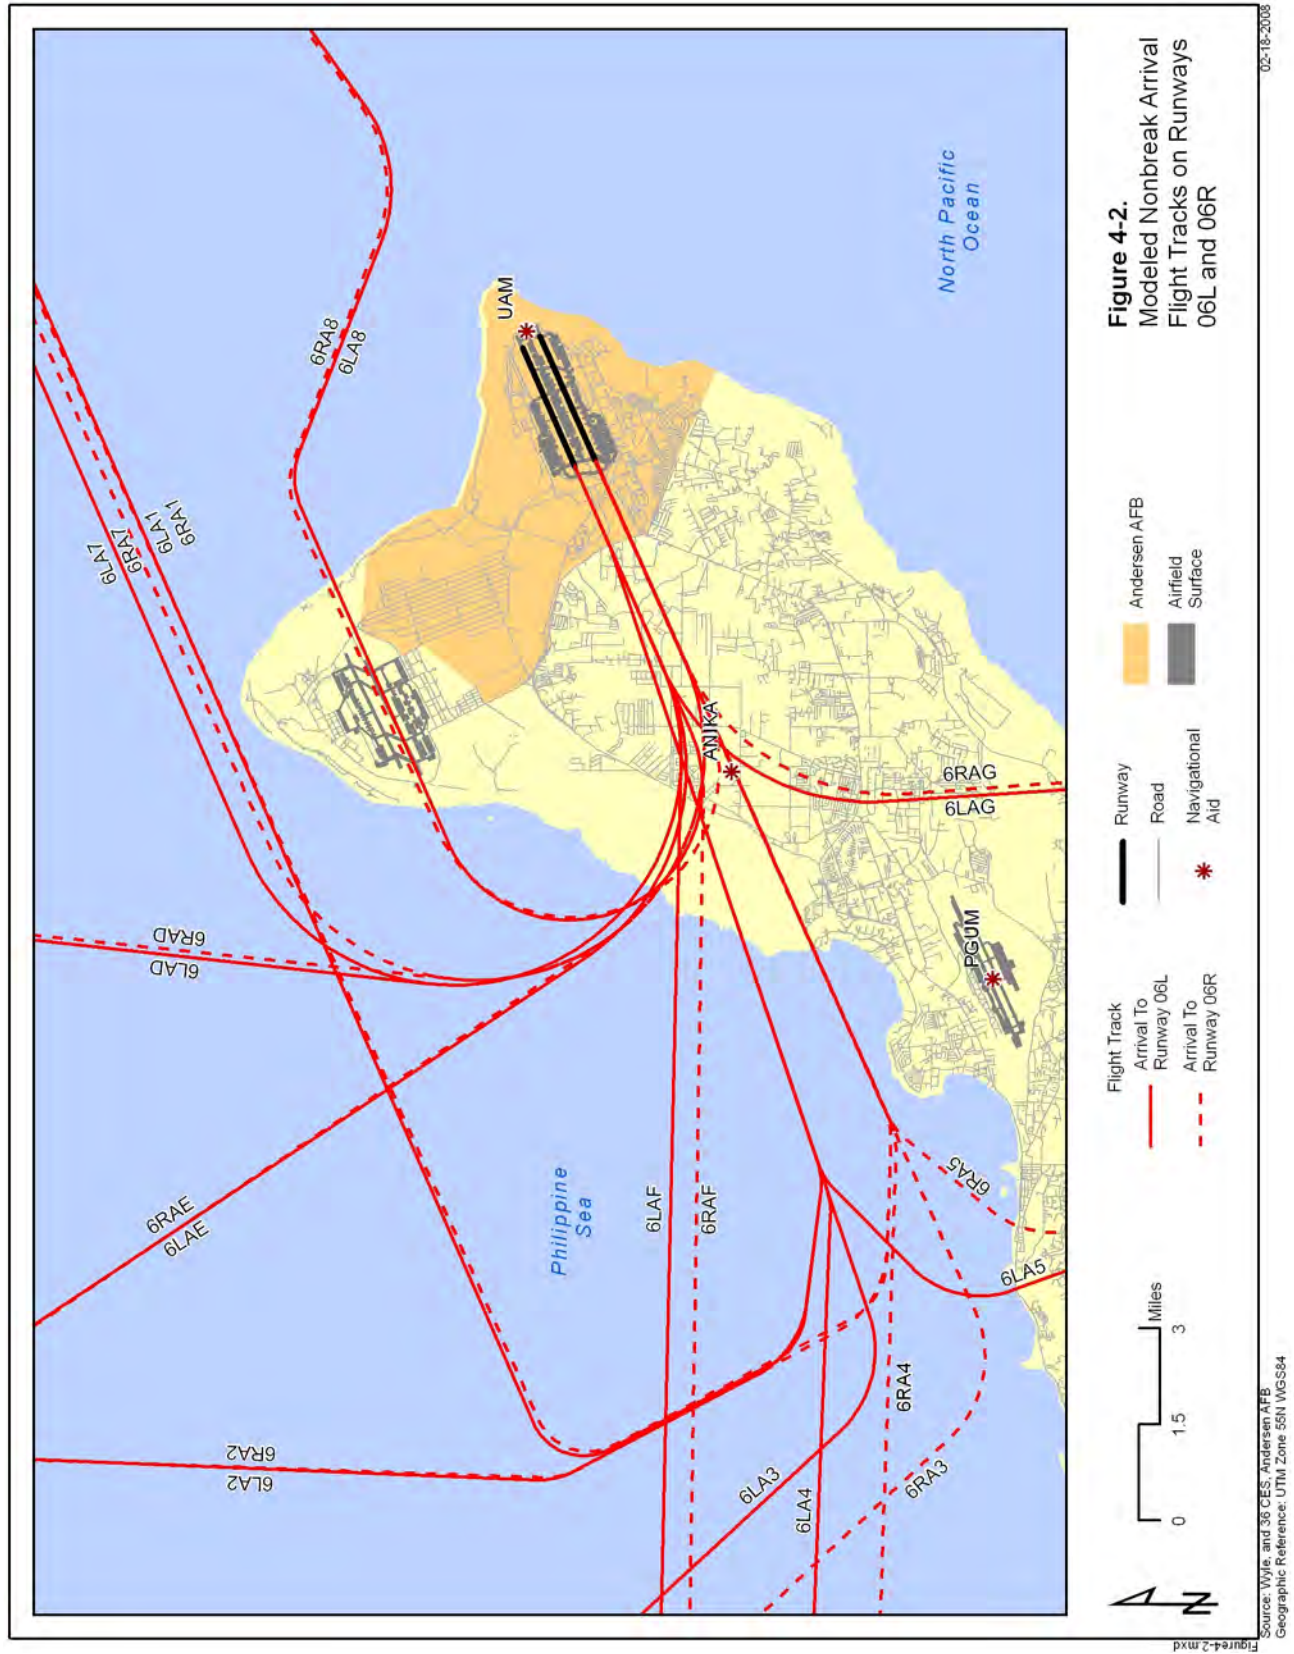 02-18-2008
6RA8
6LA8
UAM
North Pacific
Ocean
6LA7
6RA7
6LA1
6RA1
ANIKA
6RAG
6LAG
6RAD
6LAD
PGUM
6RAE
6LAE
Philippine
Sea
6LAF
6RAF
6RA5
6LA5
6RA4
6RA2
6LA2
6LA3
6LA4
6RA3
Figure 4-2.
Modeled Nonbreak Arrival
Flight Tracks on Runways
06L and 06R
Flight Track
Arrival To
Runway 06L
Arrival To
Runway 06R
Runway
Road
Navigational
Aid
Andersen AFB
Airfield
Surface
0
1.5
3
Miles
N
Source: Wyle, and 36 CES, Andersen AFB
Geographic Reference: UTM Zone 55N WGS84
Figure4-2.mxd